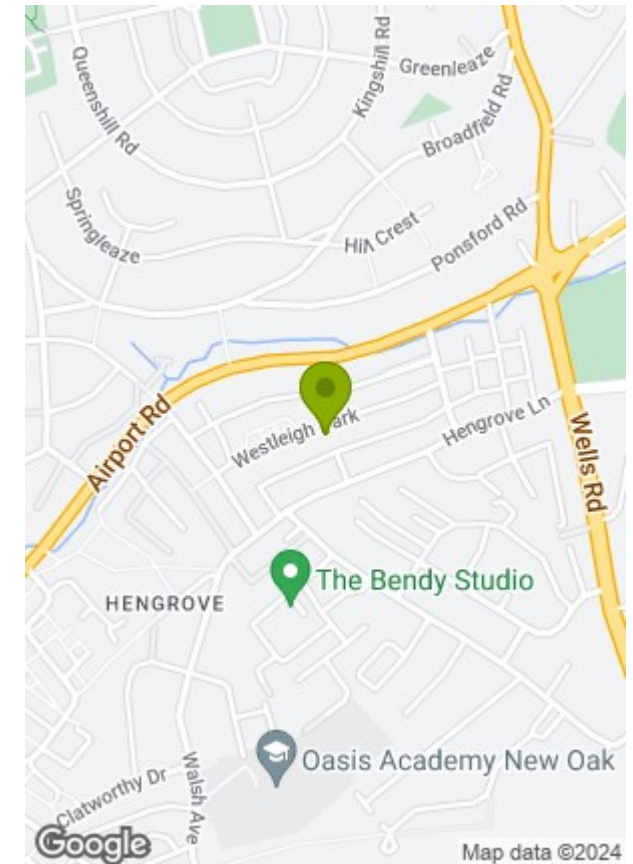 Queenshill Rd
Kingshill Rd
Greenleaze
Broadfield Rd
Springleaze
Hill Crest
Ponsford Rd
Airport Rd
Westleigh Park
Hengrove Ln
Wells Rd
The Bendy Studio
HENGROVE
Oasis Academy New Oak
Clatworthy Dr
Walsh Ave
Google
Map data ©2024